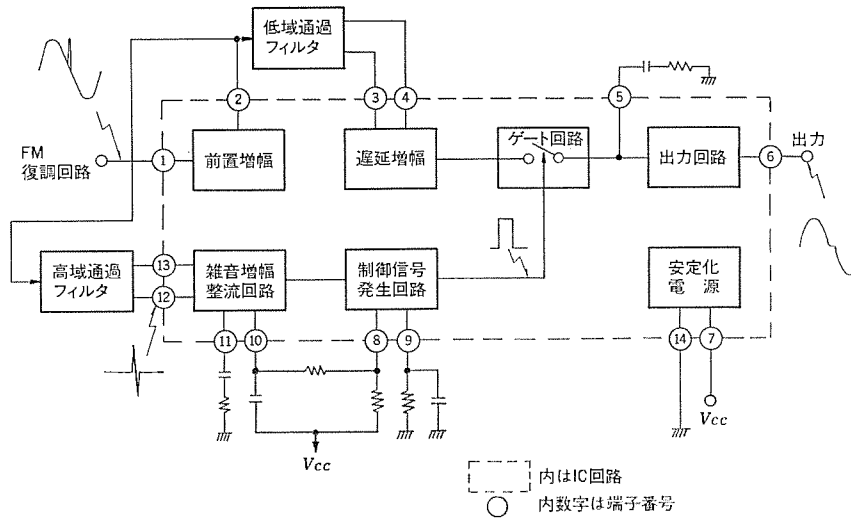 低域通過
フィルタ
2
3
4
5
FM
復調回路
1
前置増幅
遅延増幅
ゲート回路
出力回路
6
出力
高域通過
フィルタ
13
12
雑音増幅
整流回路
制御信号
発生回路
安定化
電 源
11
10
8
9
14
7
Vcc
Vcc
内はIC回路
内数字は端子番号